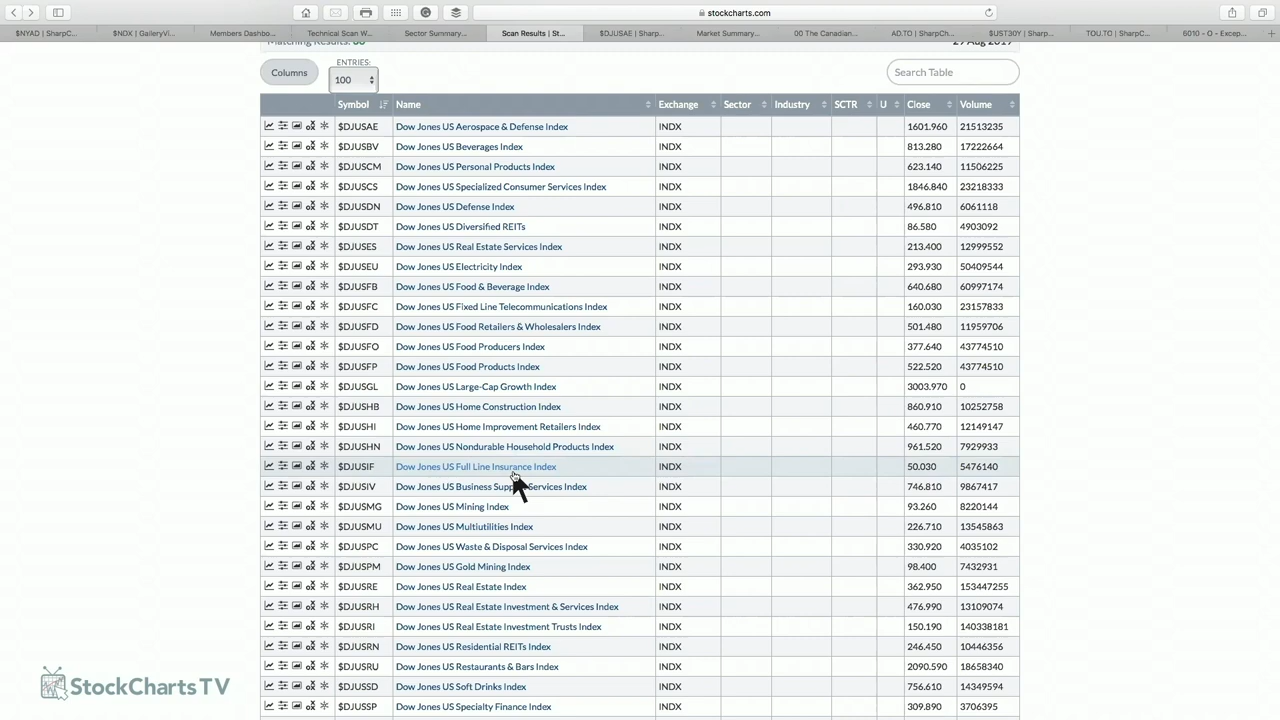 stockcharts.com
$NYAD | SharpC... $NDX | GalleryVi... Members Dashbo... Technical Scan W... Sector Summary... Scan Results | St... $DJUSAE | Sharp... Market Summary... 00 The Canadian... AD.TO | SharpCh... $UST30Y | Sharp... TOU.TO | SharpC... 6010 - O - Excep...
Matching Results: 29 Aug 2019
Columns ENTRIES: 100 Search Table
Symbol Name Exchange Sector Industry SCTR U Close Volume
$DJUSAE Dow Jones US Aerospace & Defense Index INDX 1601.960 21513235
$DJUSBV Dow Jones US Beverages Index INDX 813.280 17222664
$DJUSCM Dow Jones US Personal Products Index INDX 623.140 11506225
$DJUSCS Dow Jones US Specialized Consumer Services Index INDX 1846.840 23218333
$DJUSDN Dow Jones US Defense Index INDX 496.810 6061118
$DJUSDT Dow Jones US Diversified REITs INDX 86.580 4903092
$DJUSES Dow Jones US Real Estate Services Index INDX 213.400 12999552
$DJUSEU Dow Jones US Electricity Index INDX 293.930 50409544
$DJUSFB Dow Jones US Food & Beverage Index INDX 640.680 60997174
$DJUSFC Dow Jones US Fixed Line Telecommunications Index INDX 160.030 23157833
$DJUSFD Dow Jones US Food Retailers & Wholesalers Index INDX 501.480 11959706
$DJUSFO Dow Jones US Food Producers Index INDX 377.640 43774510
$DJUSFP Dow Jones US Food Products Index INDX 522.520 43774510
$DJUSGL Dow Jones US Large-Cap Growth Index INDX 3003.970 0
$DJUSHB Dow Jones US Home Construction Index INDX 860.910 10252758
$DJUSHI Dow Jones US Home Improvement Retailers Index INDX 460.770 12149147
$DJUSHN Dow Jones US Nondurable Household Products Index INDX 961.520 7929933
$DJUSIF Dow Jones US Full Line Insurance Index INDX 50.030 5476140
$DJUSIV Dow Jones US Business Services Index INDX 746.810 9867417
$DJUSMG Dow Jones US Mining Index INDX 93.260 8220144
$DJUSMU Dow Jones US Multiutilities Index INDX 226.710 13545863
$DJUSPC Dow Jones US Waste & Disposal Services Index INDX 330.920 4035102
$DJUSPM Dow Jones US Gold Mining Index INDX 98.400 7432931
$DJUSRE Dow Jones US Real Estate Index INDX 362.950 153447255
$DJUSRH Dow Jones US Real Estate Investment & Services Index INDX 476.990 13109074
$DJUSRI Dow Jones US Real Estate Investment Trusts Index INDX 150.190 140338181
$DJUSRN Dow Jones US Residential REITs Index INDX 246.450 10446356
$DJUSRU Dow Jones US Restaurants & Bars Index INDX 2090.590 18658340
$DJUSSD Dow Jones US Soft Drinks Index INDX 756.610 14349594
$DJUSSP Dow Jones US Specialty Finance Index INDX 309.890 3706395
StockCharts TV